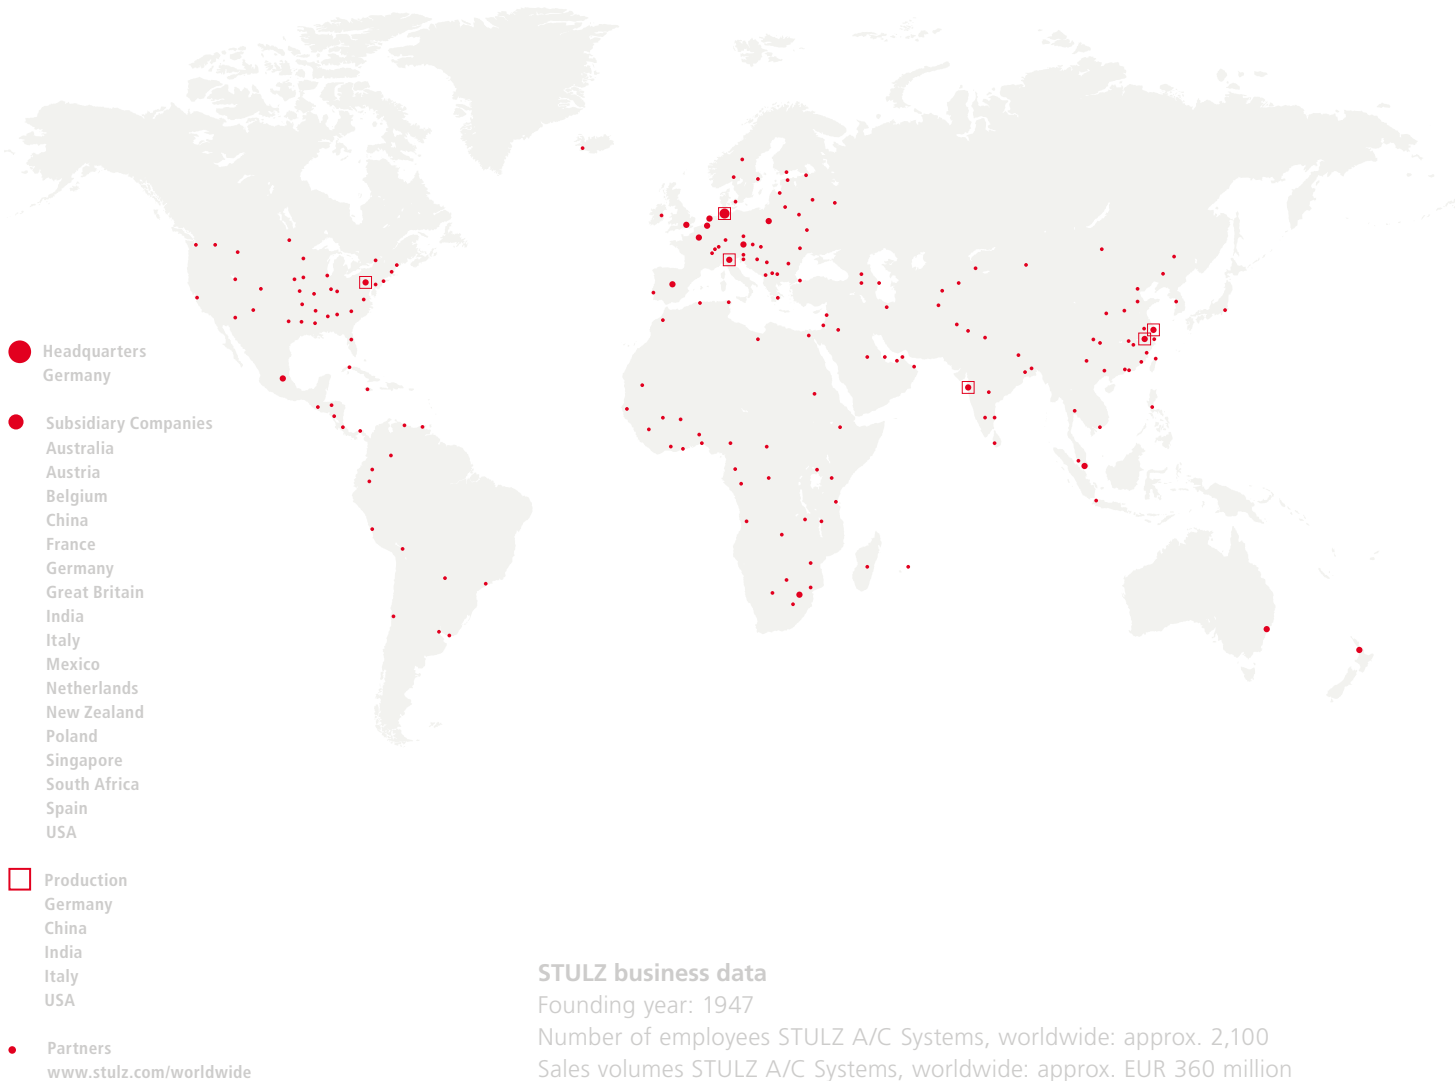 Headquarters
Germany
Subsidiary Companies
Australia
Austria
Belgium
China
France
Germany
Great Britain
India
Italy
Mexico
Netherlands
New Zealand
Poland
Singapore
South Africa
Spain
USA
Production
Germany
China
India
Italy
USA
Partners
www.stulz.com/worldwide
STULZ business data
Founding year: 1947
Number of employees STULZ A/C Systems, worldwide: approx. 2,100
Sales volumes STULZ A/C Systems, worldwide: approx. EUR 360 million